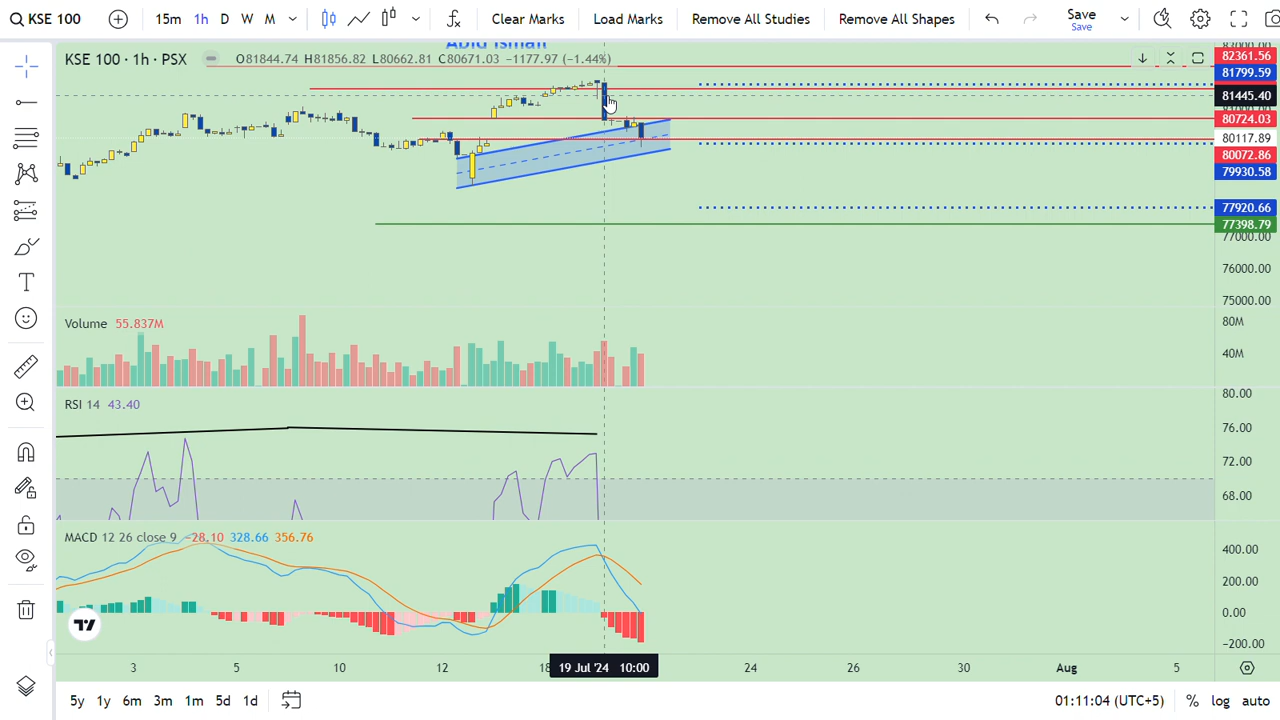 KSE 100 15m 1h D W M Clear Marks Load Marks Remove All Studies Remove All Shapes Save
Save
Abid Ismail
KSE 100 · 1h · PSX O81844.74 H81856.82 L80662.81 C80671.03 −1177.97 (−1.44%)
82361.56
81799.59
81445.40
80724.03
80117.89
80072.86
79930.58
77920.66
77398.79
77000.00
76000.00
75000.00
Volume 55.837M
80M
40M
RSI 14 43.40
80.00
76.00
72.00
68.00
MACD 12 26 close 9 −28.10 328.66 356.76
400.00
200.00
0.00
−200.00
3 5 10 12 18 19 Jul '24 10:00 24 26 30 Aug 5
5y 1y 6m 3m 1m 5d 1d 01:11:04 (UTC+5) % log auto